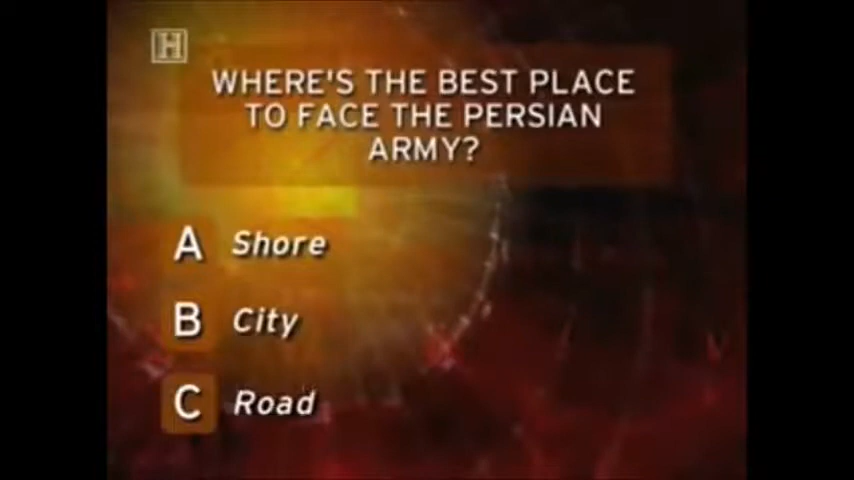 H
WHERE'S THE BEST PLACE
TO FACE THE PERSIAN
ARMY?
A Shore
B City
C Road